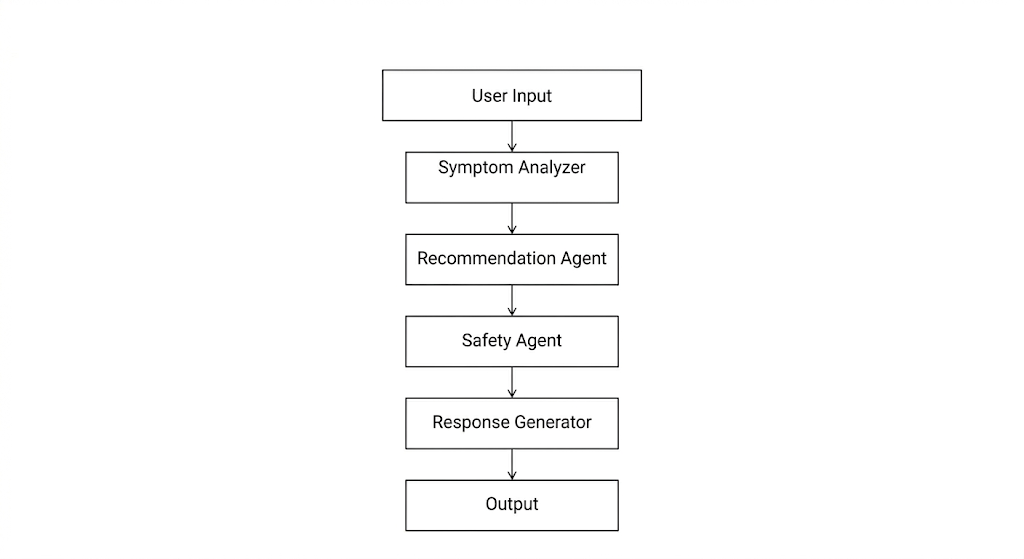 User Input
Symptom Analyzer
Recommendation Agent
Safety Agent
Response Generator
Output